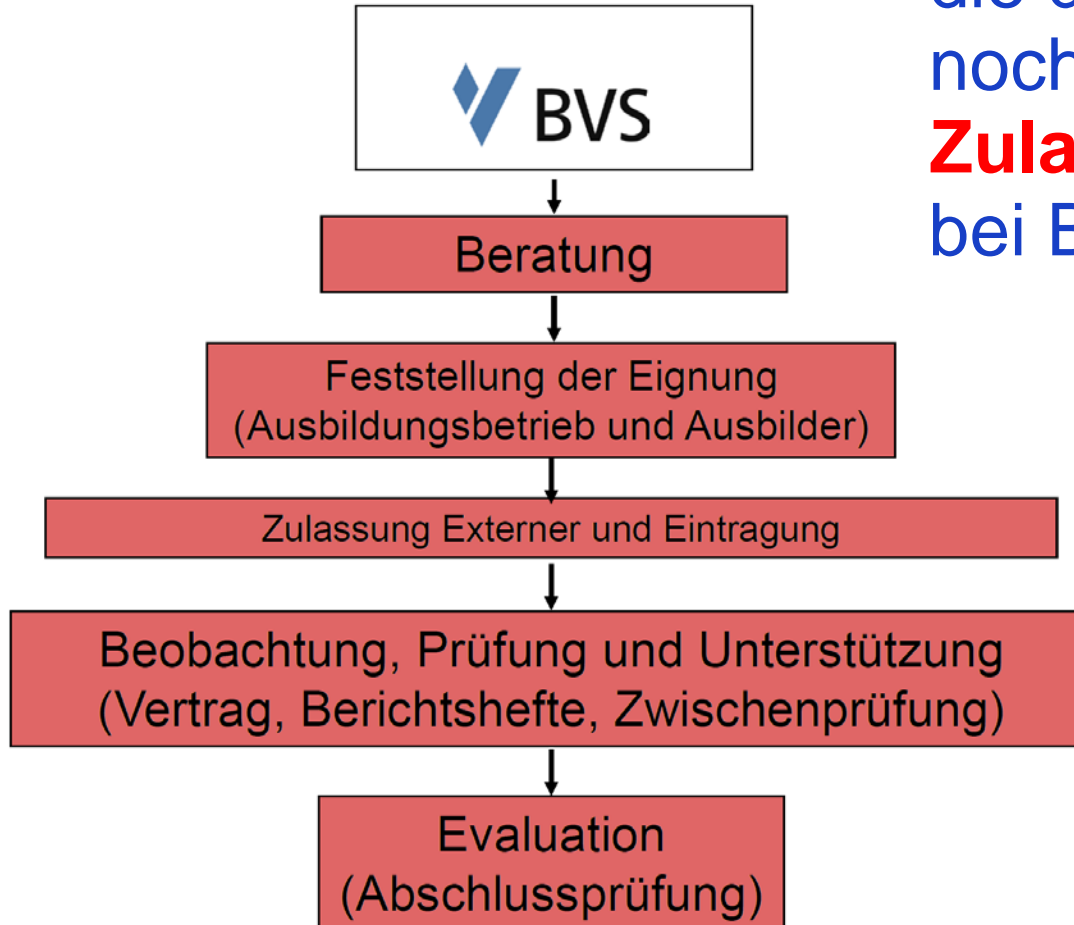 BVS
Beratung
Feststellung der Eignung
(Ausbildungsbetrieb und Ausbilder)
Zulassung Externer und Eintragung
Beobachtung, Prüfung und Unterstützung
(Vertrag, Berichtshefte, Zwischenprüfung)
Evaluation
(Abschlussprüfung)
noch
bei